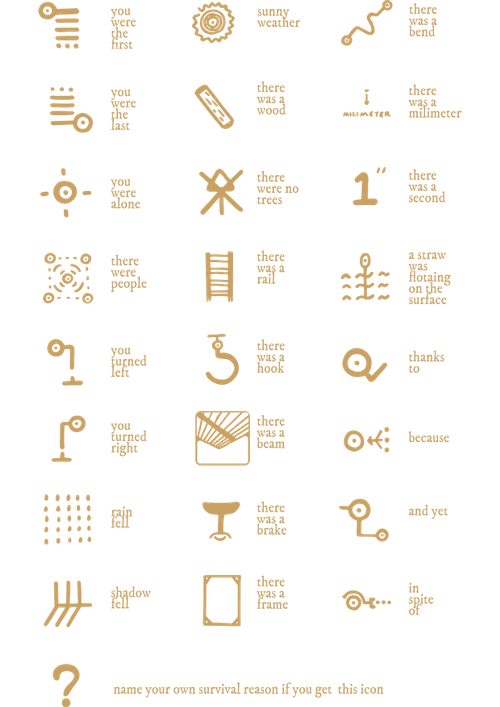 you
were
the
first
sunny
weather
there
was a
bend
you
were
the
last
there
was a
wood
MILIMETER
there
was a
milimeter
you
were
alone
there
were no
trees
1"
there
was a
second
there
were
people
there
was a
rail
a straw
was
flotaing
on the
surface
you
turned
left
there
was a
hook
thanks
to
you
turned
right
there
was a
beam
because
rain
fell
there
was a
brake
and yet
shadow
fell
there
was a
frame
in
spite
of
?
name your own survival reason if you get this icon